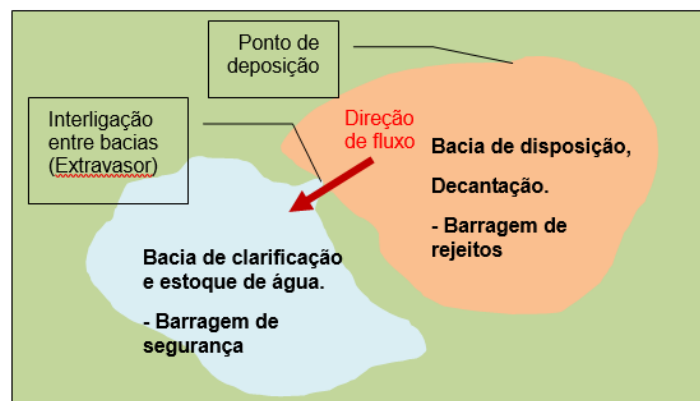 Ponto de
deposição
Interligação
entre bacias
(Extravasor)
Direção
de fluxo
Bacia de disposição,
Decantação.
- Barragem de
rejeitos
Bacia de clarificação
e estoque de água.
- Barragem de
segurança